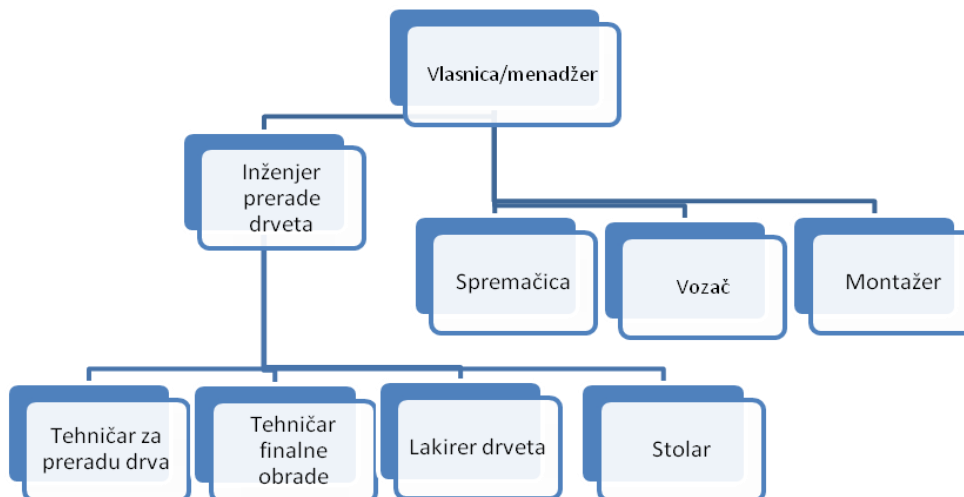 Vlasnica/menadžer
Inženjer
prerade
drveta
Spremačica
Vozač
Montažer
Tehničar za
preradu drva
Tehničar
finalne
obrade
Lakirer drveta
Stolar